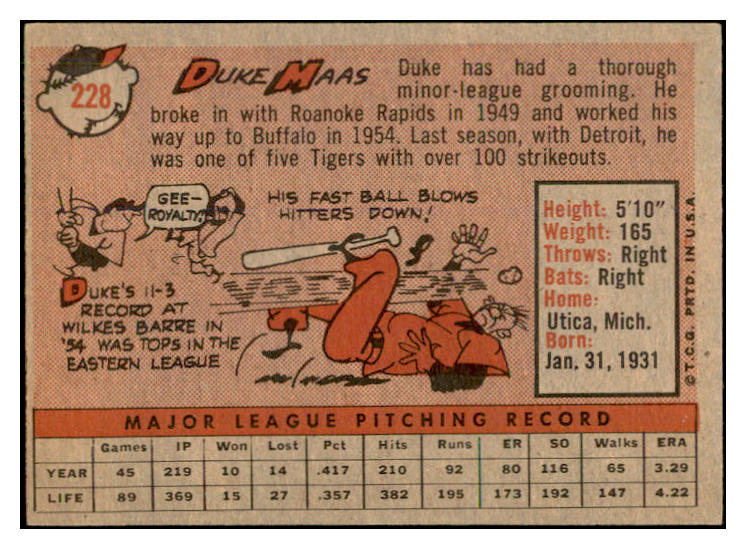 228
DUKE MAAS
Duke has had a thorough
minor-league grooming. He
broke in with Roanoke Rapids in 1949 and worked his
way up to Buffalo in 1954. Last season, with Detroit, he
was one of five Tigers with over 100 strikeouts.
GEE-
ROYALTY!
HIS FAST BALL BLOWS
HITTERS DOWN!
DUKE'S 11-3
RECORD AT
WILKES BARRE IN
'54 WAS TOPS IN THE
EASTERN LEAGUE
Height: 5'10"
Weight: 165
Throws: Right
Bats: Right
Home:
Utica, Mich.
Born:
Jan. 31, 1931
© T.C.G. PRTD. IN U.S.A.
MAJOR LEAGUE PITCHING RECORD
Games IP Won Lost Pct Hits Runs ER SO Walks ERA
YEAR 45 219 10 14 .417 210 92 80 116 65 3.29
LIFE 89 369 15 27 .357 382 195 173 192 147 4.22